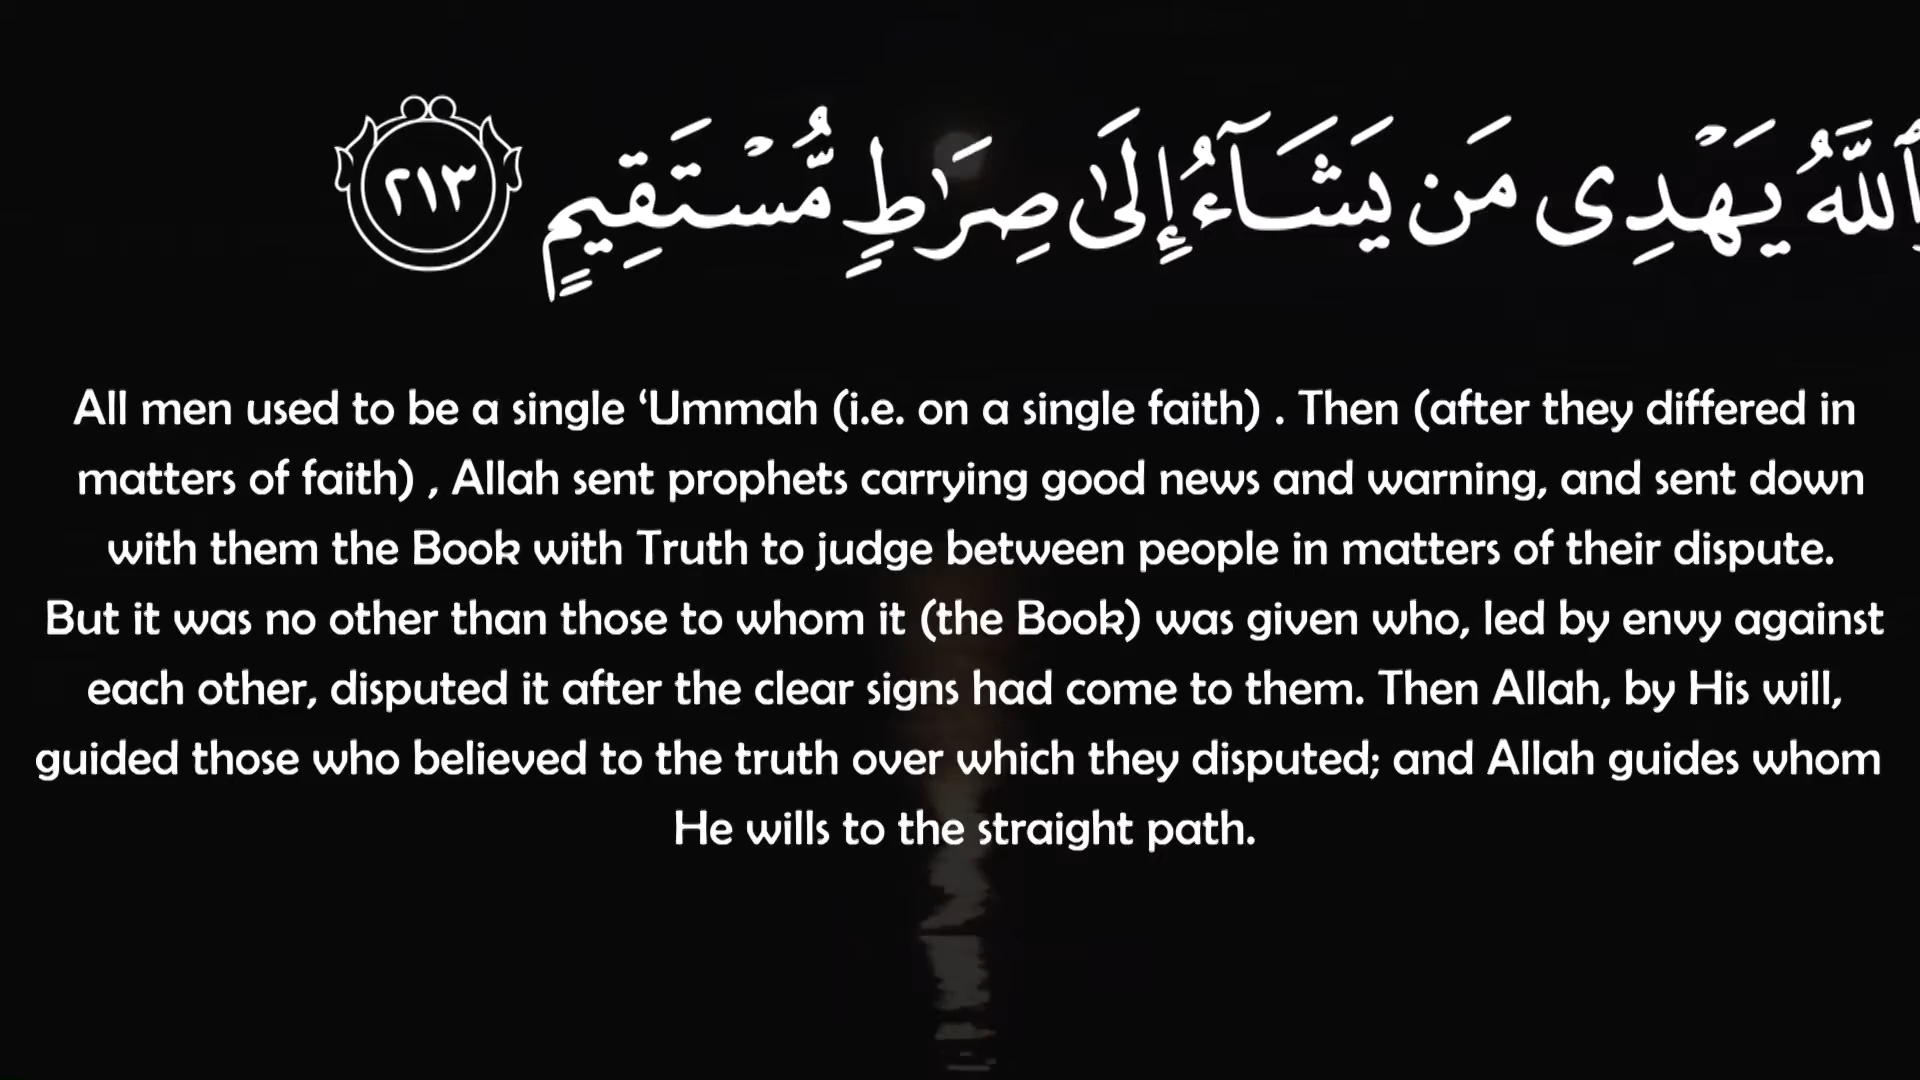 ٱللَّهُ يَهْدِى مَن يَشَآءُ إِلَىٰ صِرَٰطٍ مُّسْتَقِيمٍ ٢١٣
All men used to be a single ‘Ummah (i.e. on a single faith) . Then (after they differed in
matters of faith) , Allah sent prophets carrying good news and warning, and sent down
with them the Book with Truth to judge between people in matters of their dispute.
But it was no other than those to whom it (the Book) was given who, led by envy against
each other, disputed it after the clear signs had come to them. Then Allah, by His will,
guided those who believed to the truth over which they disputed; and Allah guides whom
He wills to the straight path.